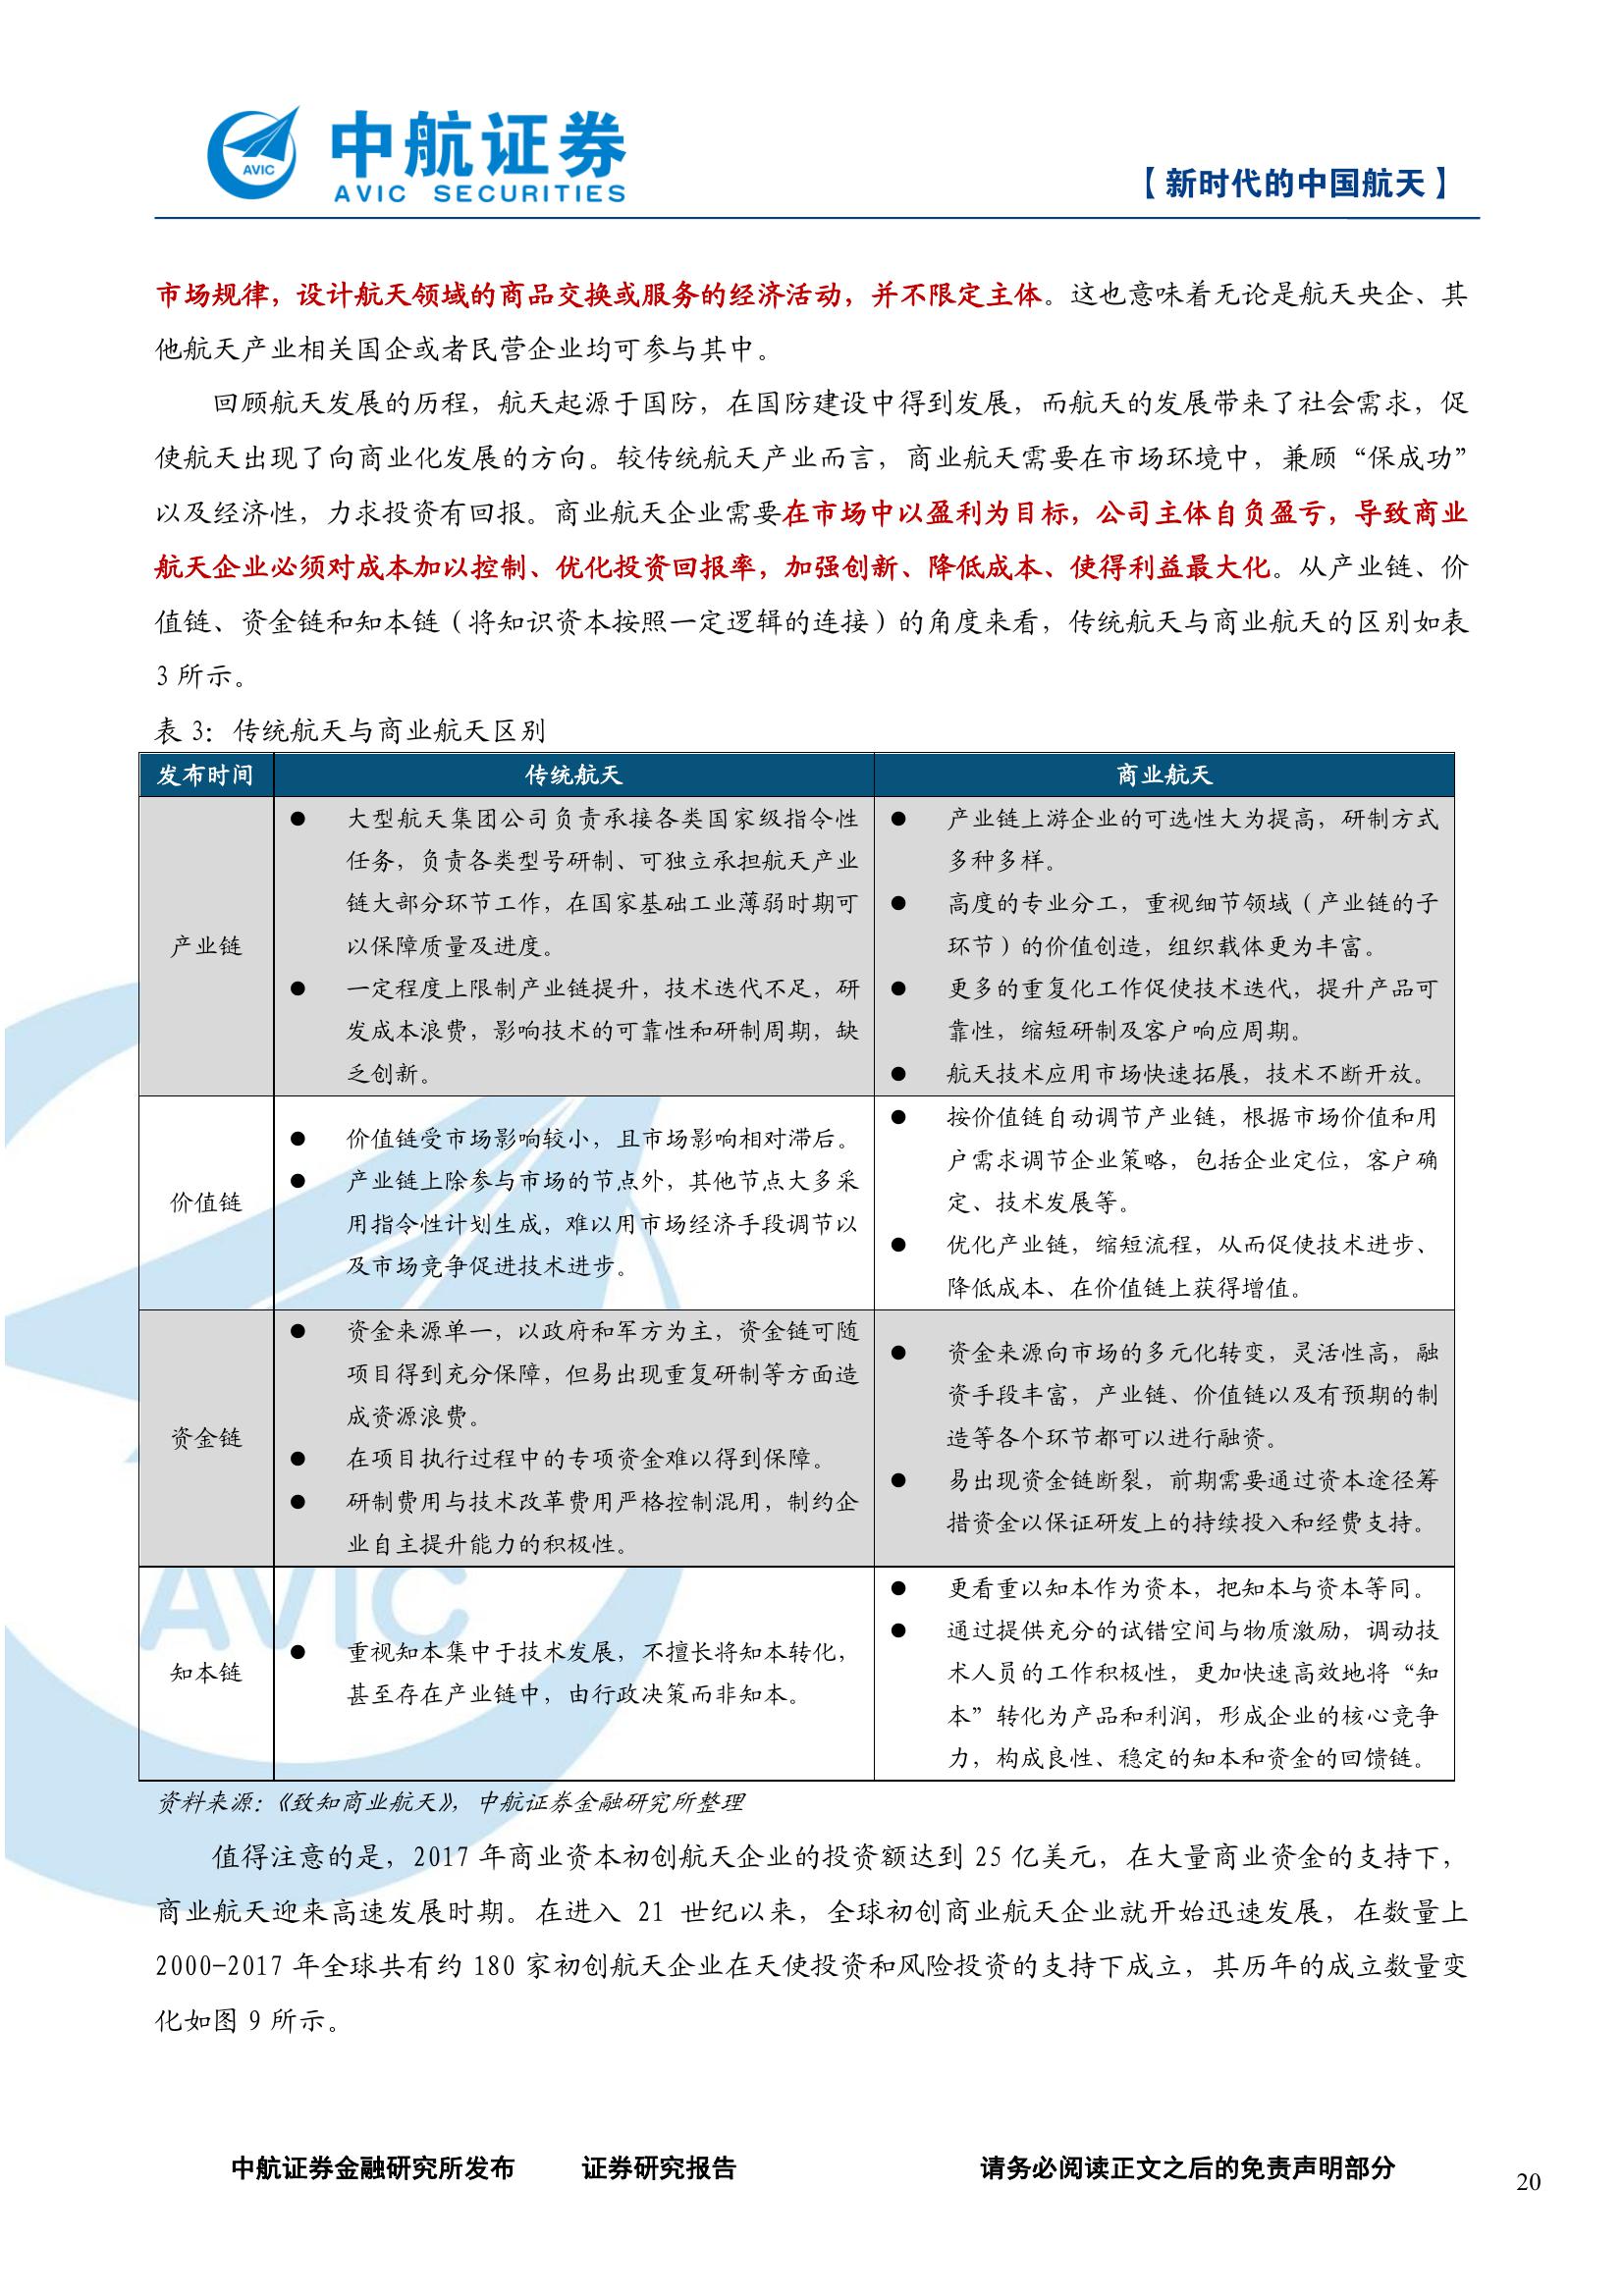 AVIC
中航证券
AVIC SECURITIES
【新时代的中国航天】
市场规律，设计航天领域的商品交换或服务的经济活动，并不限定主体。这也意味着无论是航天央企、其
他航天产业相关国企或者民营企业均可参与其中。
回顾航天发展的历程，航天起源于国防，在国防建设中得到发展，而航天的发展带来了社会需求，促
使航天出现了向商业化发展的方向。较传统航天产业而言，商业航天需要在市场环境中，兼顾“保成功”
以及经济性，力求投资有回报。商业航天企业需要在市场中以盈利为目标，公司主体自负盈亏，导致商业
航天企业必须对成本加以控制、优化投资回报率，加强创新、降低成本、使得利益最大化。从产业链、价
值链、资金链和知本链（将知识资本按照一定逻辑的连接）的角度来看，传统航天与商业航天的区别如表
3 所示。
表 3：传统航天与商业航天区别
发布时间 传统航天 商业航天
产业链
● 大型航天集团公司负责承接各类国家级指令性
任务，负责各类型号研制、可独立承担航天产业
链大部分环节工作，在国家基础工业薄弱时期可
以保障质量及进度。
● 一定程度上限制产业链提升，技术迭代不足，研
发成本浪费，影响技术的可靠性和研制周期，缺
乏创新。
● 产业链上游企业的可选性大为提高，研制方式
多种多样。
● 高度的专业分工，重视细节领域（产业链的子
环节）的价值创造，组织载体更为丰富。
● 更多的重复化工作促使技术迭代，提升产品可
靠性，缩短研制及客户响应周期。
● 航天技术应用市场快速拓展，技术不断开放。
价值链
● 价值链受市场影响较小，且市场影响相对滞后。
● 产业链上除参与市场的节点外，其他节点大多采
用指令性计划生成，难以用市场经济手段调节以
及市场竞争促进技术进步。
● 按价值链自动调节产业链，根据市场价值和用
户需求调节企业策略，包括企业定位，客户确
定、技术发展等。
● 优化产业链，缩短流程，从而促使技术进步、
降低成本、在价值链上获得增值。
资金链
● 资金来源单一，以政府和军方为主，资金链可随
项目得到充分保障，但易出现重复研制等方面造
成资源浪费。
● 在项目执行过程中的专项资金难以得到保障。
● 研制费用与技术改革费用严格控制混用，制约企
业自主提升能力的积极性。
● 资金来源向市场的多元化转变，灵活性高，融
资手段丰富，产业链、价值链以及有预期的制
造等各个环节都可以进行融资。
● 易出现资金链断裂，前期需要通过资本途径筹
措资金以保证研发上的持续投入和经费支持。
知本链
● 重视知本集中于技术发展，不擅长将知本转化，
甚至存在产业链中，由行政决策而非知本。
● 更看重以知本作为资本，把知本与资本等同。
● 通过提供充分的试错空间与物质激励，调动技
术人员的工作积极性，更加快速高效地将“知
本”转化为产品和利润，形成企业的核心竞争
力，构成良性、稳定的知本和资金的回馈链。
AVIC
资料来源：《致知商业航天》，中航证券金融研究所整理
值得注意的是，2017 年商业资本初创航天企业的投资额达到 25 亿美元，在大量商业资金的支持下，
商业航天迎来高速发展时期。在进入 21 世纪以来，全球初创商业航天企业就开始迅速发展，在数量上
2000-2017 年全球共有约 180 家初创航天企业在天使投资和风险投资的支持下成立，其历年的成立数量变
化如图 9 所示。
中航证券金融研究所发布 证券研究报告 请务必阅读正文之后的免责声明部分
20